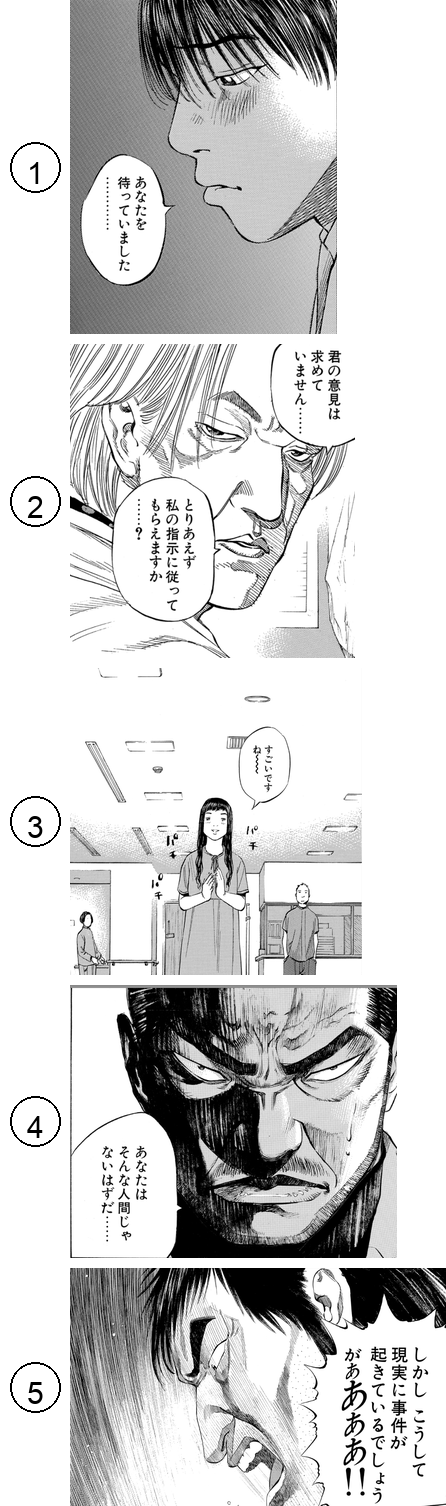 1
あなたを
待っていました
…………
2
君の意見は
求めて
いません……
とりあえず
私の指示に従って
もらえますか
……?
3
すごいです
ね〜〜〜
パチ
パチ
パチ
4
あなたは
そんな人間じゃ
ないはずだ……
5
しかし こうして
現実に事件が
起きているでしょう
がああああ!!